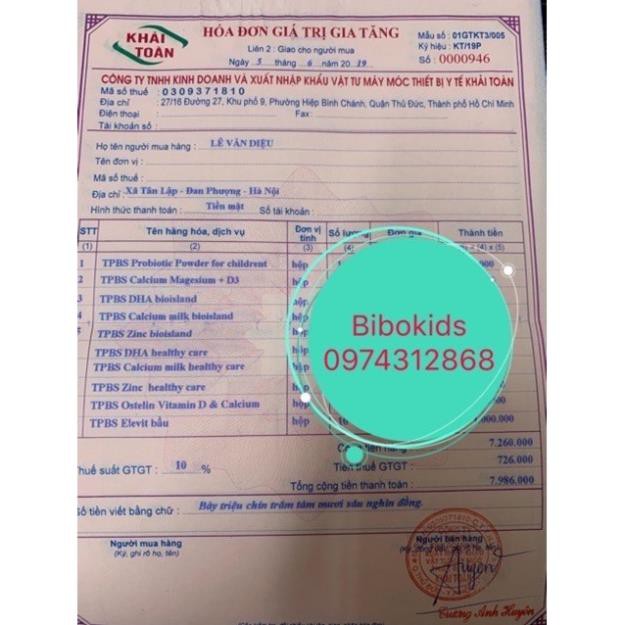 KHẢI TOÀN
HÓA ĐƠN GIÁ TRỊ GIA TĂNG
Liên 2 : Giao cho người mua
Ngày 5 tháng 6 năm 20 19
Mẫu số : 01GTKT3/005
Ký hiệu : KT/19P
Số : 0000946
CÔNG TY TNHH KINH DOANH VÀ XUẤT NHẬP KHẨU VẬT TƯ MÁY MÓC THIẾT BỊ Y TẾ KHẢI TOÀN
Mã số thuế : 0309371810
Địa chỉ : 27/16 Đường 27, Khu phố 9, Phường Hiệp Bình Chánh, Quận Thủ Đức, Thành phố Hồ Chí Minh
Điện thoại : Fax:
Tài khoản số :
Họ tên người mua hàng : LÊ VĂN DIỆU
Tên đơn vị :
Mã số thuế :
Địa chỉ : Xã Tân Lập - Đan Phượng - Hà Nội
Hình thức thanh toán : Tiền mặt Số tài khoản :
STT Tên hàng hóa, dịch vụ Đơn vị tính Số lượng Đơn giá Thành tiền
(1) (2) (3) (4) = (4) x (5)
1 TPBS Probiotic Powder for childrent hộp
2 TPBS Calcium Magesium + D3 hộp
3 TPBS DHA bioisland hộp
4 TPBS Calcium milk bioisland hộp
5 TPBS Zinc bioisland hộp
TPBS DHA healthy care hộp
TPBS Calcium milk healthy care hộp
TPBS Zinc healthy care hộp
TPBS Ostelin Vitamin D & Calcium hộp
TPBS Elevit bầu hộp 10 000.000
Bibokids
0974312868
Cộng tiền hàng : 7.260.000
Thuế suất GTGT : 10 % Tiền thuế GTGT : 726.000
Tổng cộng tiền thanh toán : 7.986.000
Số tiền viết bằng chữ : Bảy triệu chín trăm tám mươi sáu nghìn đồng.
Người mua hàng
(Ký, ghi rõ họ, tên)
Người bán hàng